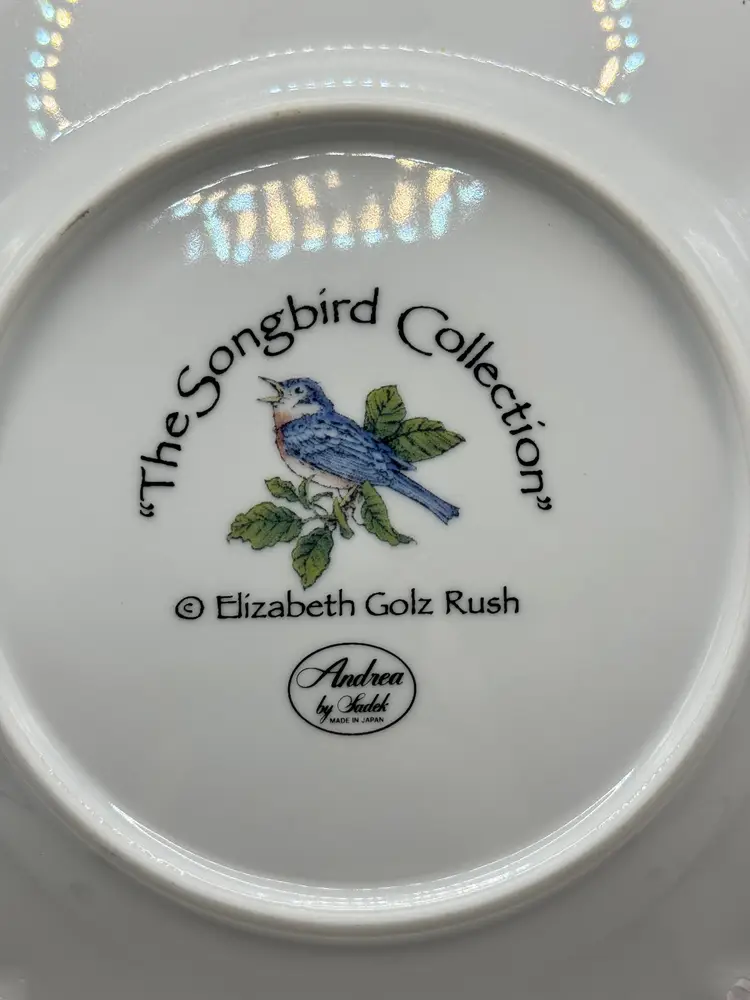 "The Songbird Collection"
© Elizabeth Golz Rush
Andrea
by Sadek
MADE IN JAPAN